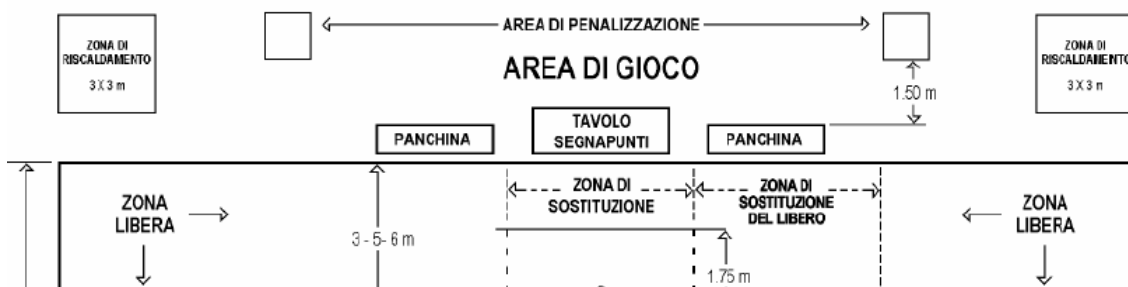 AREA DI PENALIZZAZIONE
ZONA DI
RISCALDAMENTO
3 X 3 m
ZONA DI
RISCALDAMENTO
3 X 3 m
AREA DI GIOCO
1.50 m
TAVOLO
SEGNAPUNTI
PANCHINA
PANCHINA
ZONA DI
SOSTITUZIONE
ZONA DI
SOSTITUZIONE
DEL LIBERO
ZONA
LIBERA
ZONA
LIBERA
3 - 5- 6 m
1.75 m